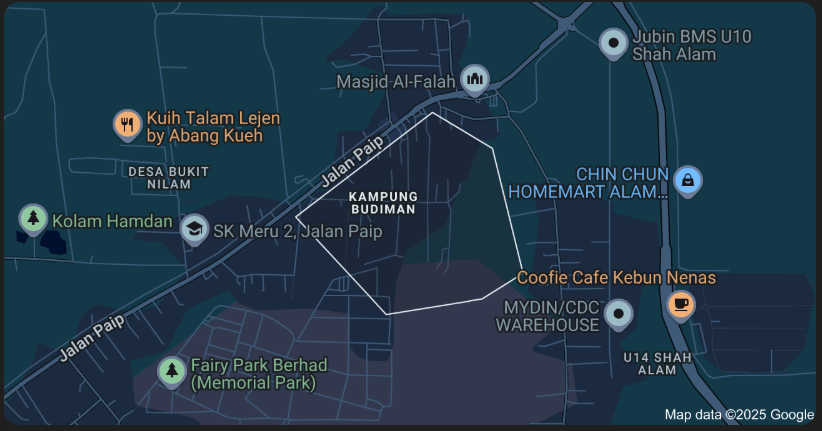 Jubin BMS U10
Shah Alam
Masjid Al-Falah
Kuih Talam Lejen
by Abang Kueh
Jalan Paip
DESA BUKIT
NILAM
CHIN CHUN
HOMEMART ALAM...
KAMPUNG
BUDIMAN
Kolam Hamdan
SK Meru 2, Jalan Paip
Coofie Cafe Kebun Nenas
MYDIN/CDC
WAREHOUSE
Jalan Paip
U14 SHAH
ALAM
Fairy Park Berhad
(Memorial Park)
Map data ©2025 Google